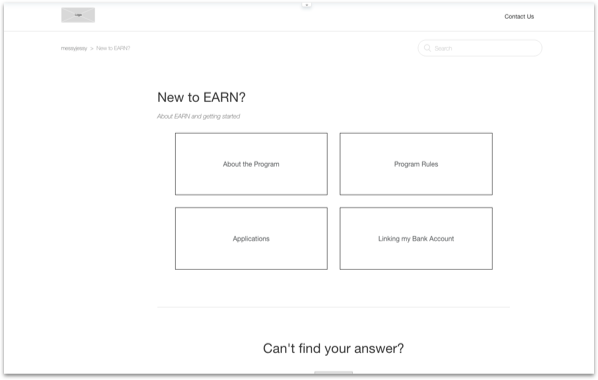 Contact Us
messyjessy > New to EARN?
Search
New to EARN?
About EARN and getting started
About the Program
Program Rules
Applications
Linking my Bank Account
Can't find your answer?